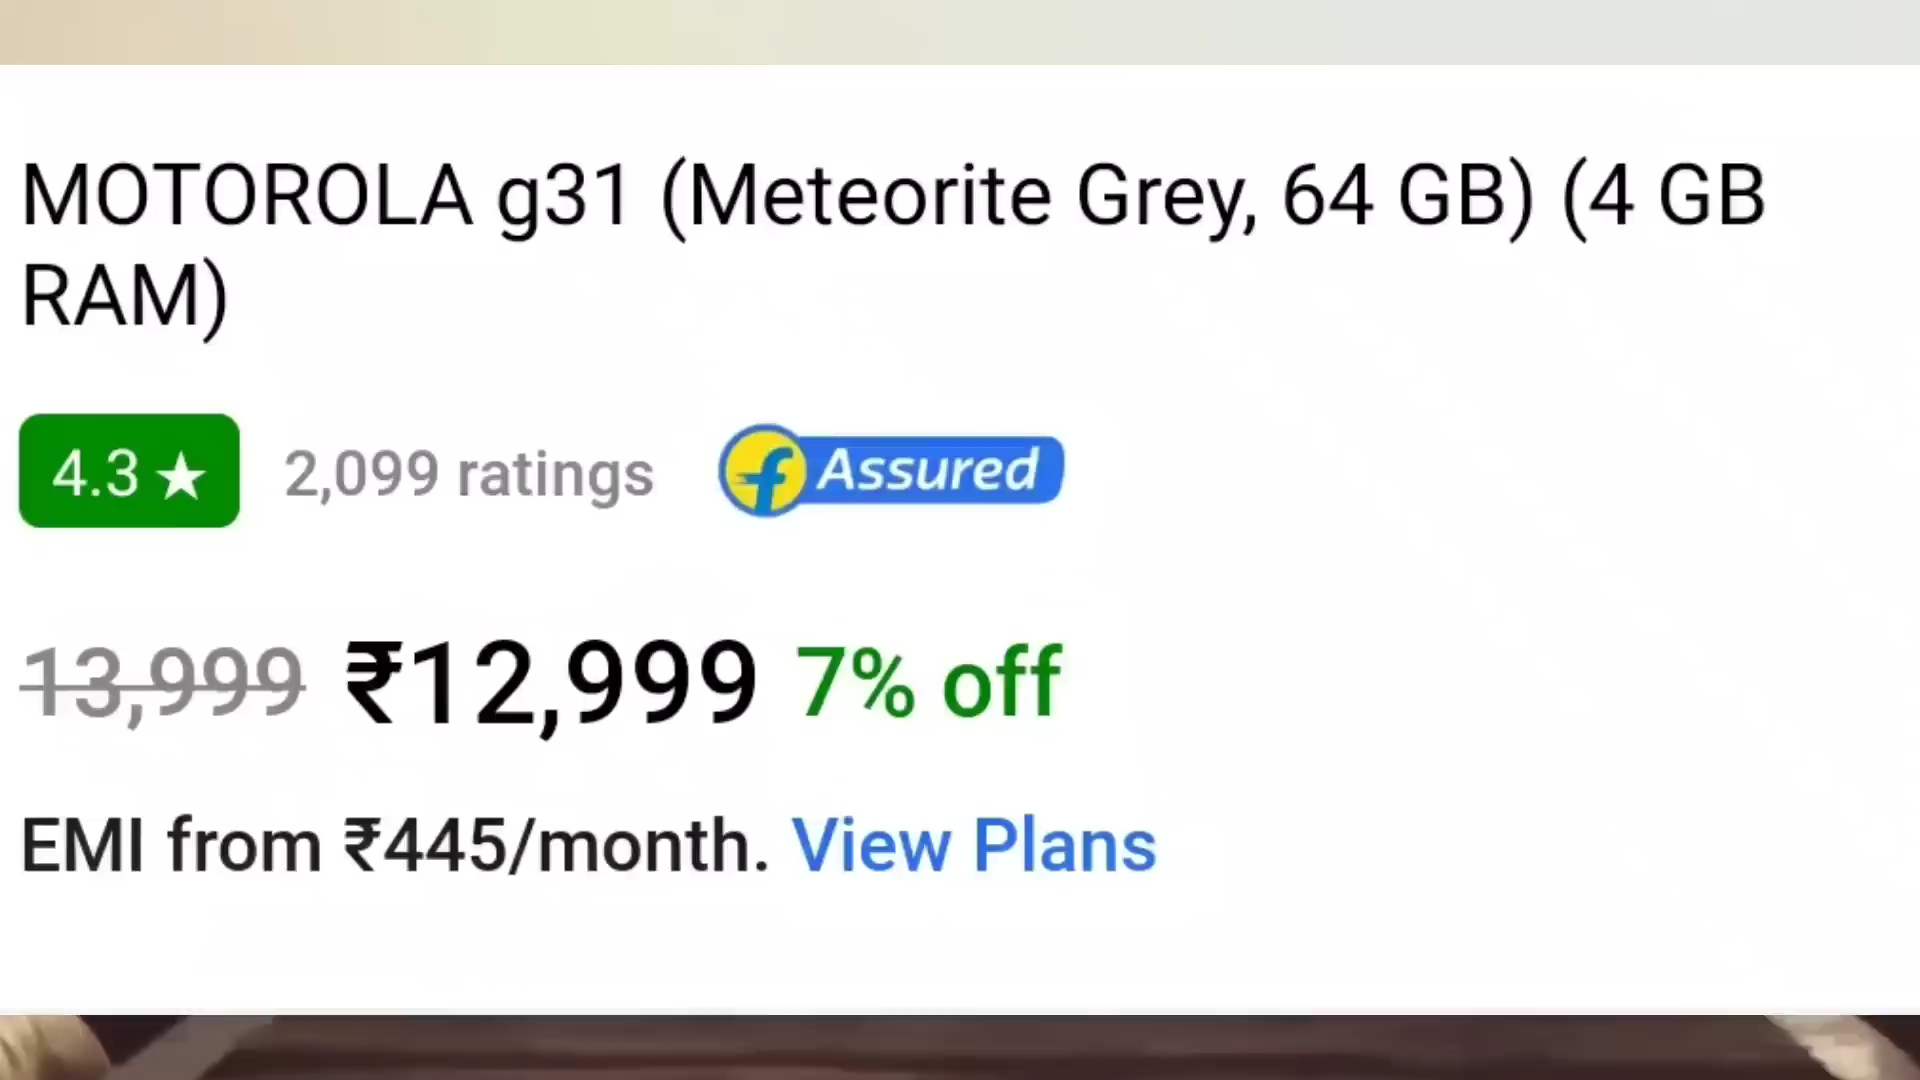 MOTOROLA g31 (Meteorite Grey, 64 GB) (4 GB
RAM)
4.3★ 2,099 ratings f Assured
13,999 ₹12,999 7% off
EMI from ₹445/month. View Plans